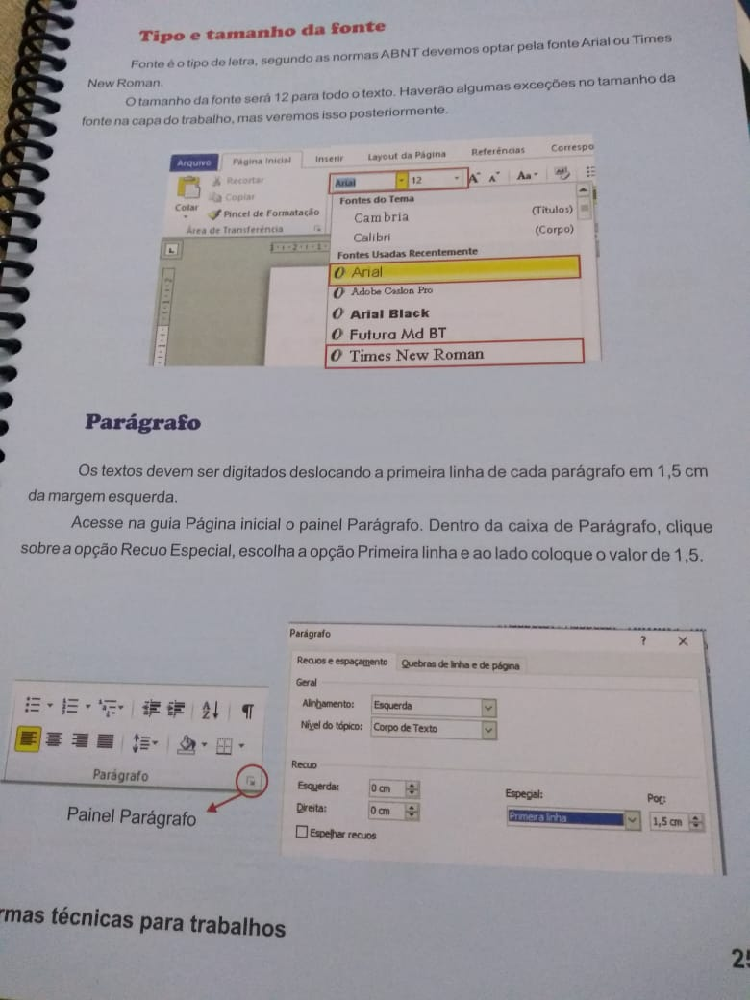 Tipo e tamanho da fonte
Fonte é o tipo de letra, segundo as normas ABNT devemos optar pela fonte Arial ou Times
New Roman.
O tamanho da fonte será 12 para todo o texto. Haverão algumas exceções no tamanho da
fonte na capa do trabalho, mas veremos isso posteriormente.
Arquivo Página Inicial Inserir Layout da Página Referências Correspo
Recortar
Copiar
Colar
Pincel de Formatação
Área de Transferência
Arial 12 Aa
Fontes do Tema
Cambria (Títulos)
Calibri (Corpo)
Fontes Usadas Recentemente
Arial
Adobe Caslon Pro
Arial Black
Futura Md BT
Times New Roman
Parágrafo
Os textos devem ser digitados deslocando a primeira linha de cada parágrafo em 1,5 cm
da margem esquerda.
Acesse na guia Página inicial o painel Parágrafo. Dentro da caixa de Parágrafo, clique
sobre a opção Recuo Especial, escolha a opção Primeira linha e ao lado coloque o valor de 1,5.
Parágrafo
Painel Parágrafo
Parágrafo ? X
Recuos e espaçamento Quebras de linha e de página
Geral
Alinhamento: Esquerda
Nível do tópico: Corpo de Texto
Recuo
Esquerda: 0 cm Especial: Por:
Direita: 0 cm Primeira linha 1,5 cm
Espelhar recuos
rmas técnicas para trabalhos